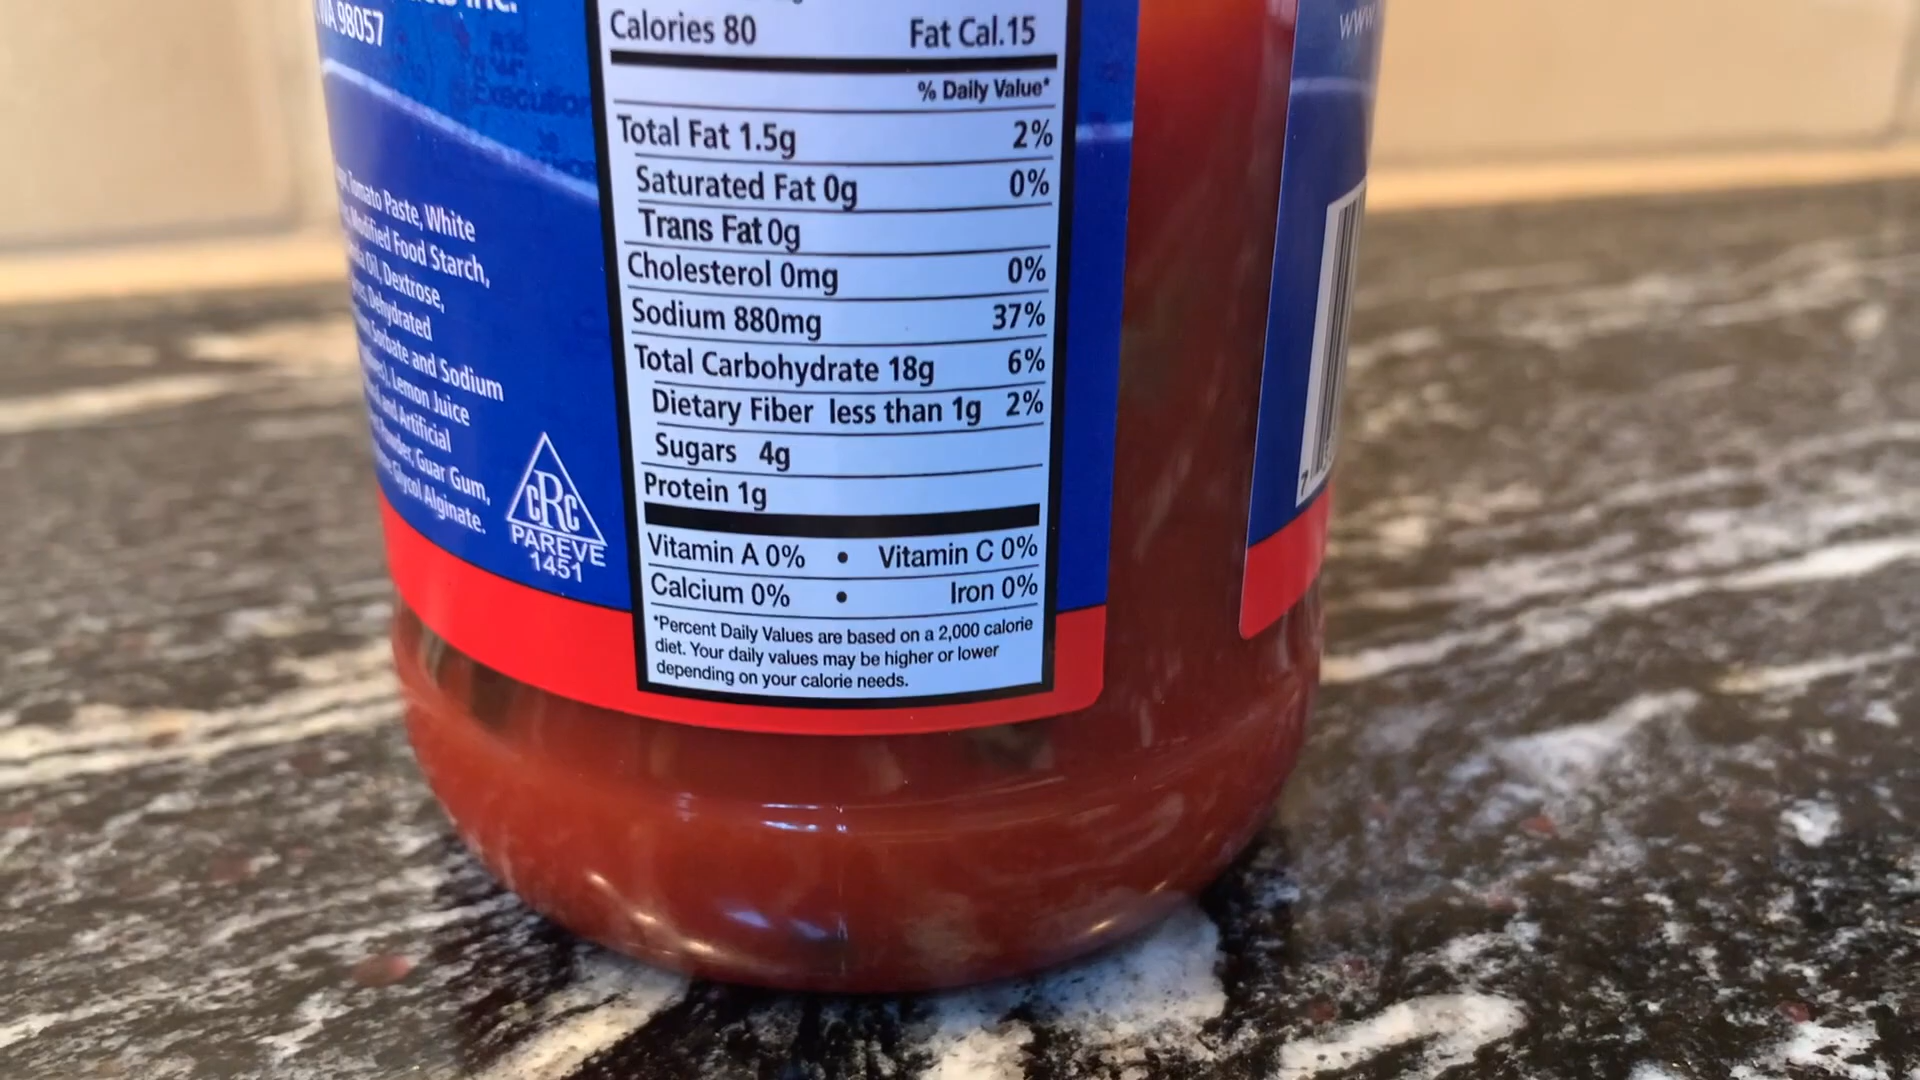 WA 98057
Tomato Paste, White
Modified Food Starch,
Oil, Dextrose,
Dehydrated
Sorbate and Sodium
Lemon Juice
and Artificial
Powder, Guar Gum,
Glycol Alginate.
CRC
PAREVE
1451
Calories 80 Fat Cal.15
% Daily Value*
Total Fat 1.5g 2%
Saturated Fat 0g 0%
Trans Fat 0g
Cholesterol 0mg 0%
Sodium 880mg 37%
Total Carbohydrate 18g 6%
Dietary Fiber less than 1g 2%
Sugars 4g
Protein 1g
Vitamin A 0% • Vitamin C 0%
Calcium 0% • Iron 0%
*Percent Daily Values are based on a 2,000 calorie
diet. Your daily values may be higher or lower
depending on your calorie needs.
www
7